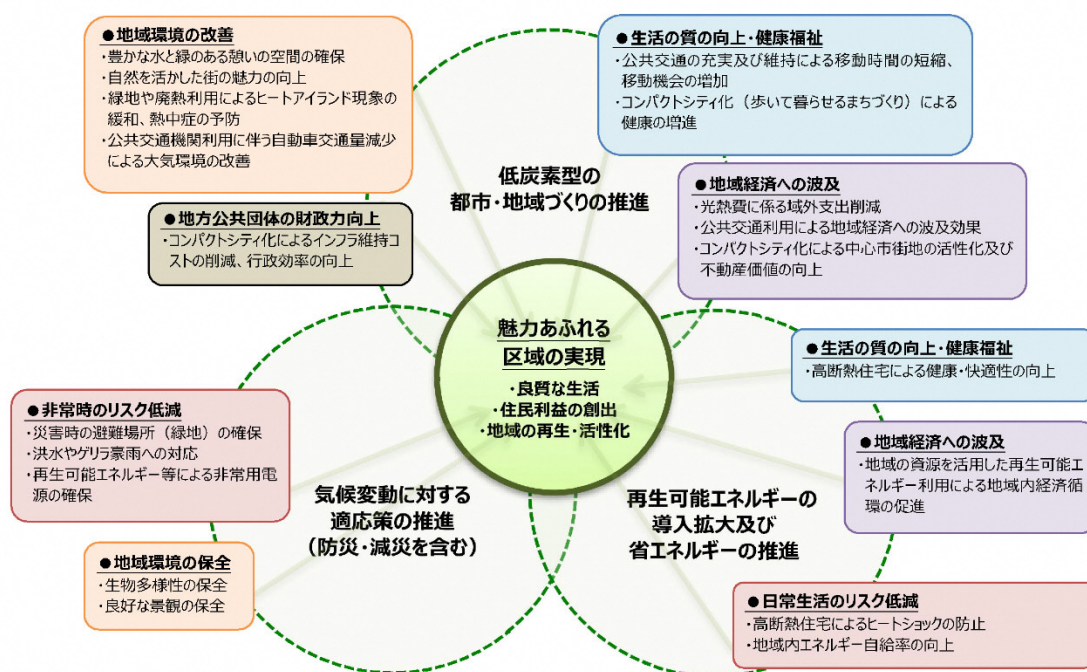 ●地域環境の改善
・豊かな水と緑のある憩いの空間の確保
・自然を活かした街の魅力の向上
・緑地や廃熱利用によるヒートアイランド現象の
緩和、熱中症の予防
・公共交通機関利用に伴う自動車交通量減少
による大気環境の改善
●生活の質の向上・健康福祉
・公共交通の充実及び維持による移動時間の短縮、
移動機会の増加
・コンパクトシティ化（歩いて暮らせるまちづくり）による
健康の増進
低炭素型の
都市・地域づくりの推進
●地域経済への波及
・光熱費に係る域外支出削減
・公共交通利用による地域経済への波及効果
・コンパクトシティ化による中心市街地の活性化及び
不動産価値の向上
●地方公共団体の財政力向上
・コンパクトシティ化によるインフラ維持コ
ストの削減、行政効率の向上
魅力あふれる
区域の実現
・良質な生活
・住民利益の創出
・地域の再生・活性化
●生活の質の向上・健康福祉
・高断熱住宅による健康・快適性の向上
●非常時のリスク低減
・災害時の避難場所（緑地）の確保
・洪水やゲリラ豪雨への対応
・再生可能エネルギー等による非常用電
源の確保
●地域経済への波及
・地域の資源を活用した再生可能エ
ネルギー利用による地域内経済循
環の促進
気候変動に対する
適応策の推進
（防災・減災を含む）
再生可能エネルギーの
導入拡大及び
省エネルギーの推進
●地域環境の保全
・生物多様性の保全
・良好な景観の保全
●日常生活のリスク低減
・高断熱住宅によるヒートショックの防止
・地域内エネルギー自給率の向上